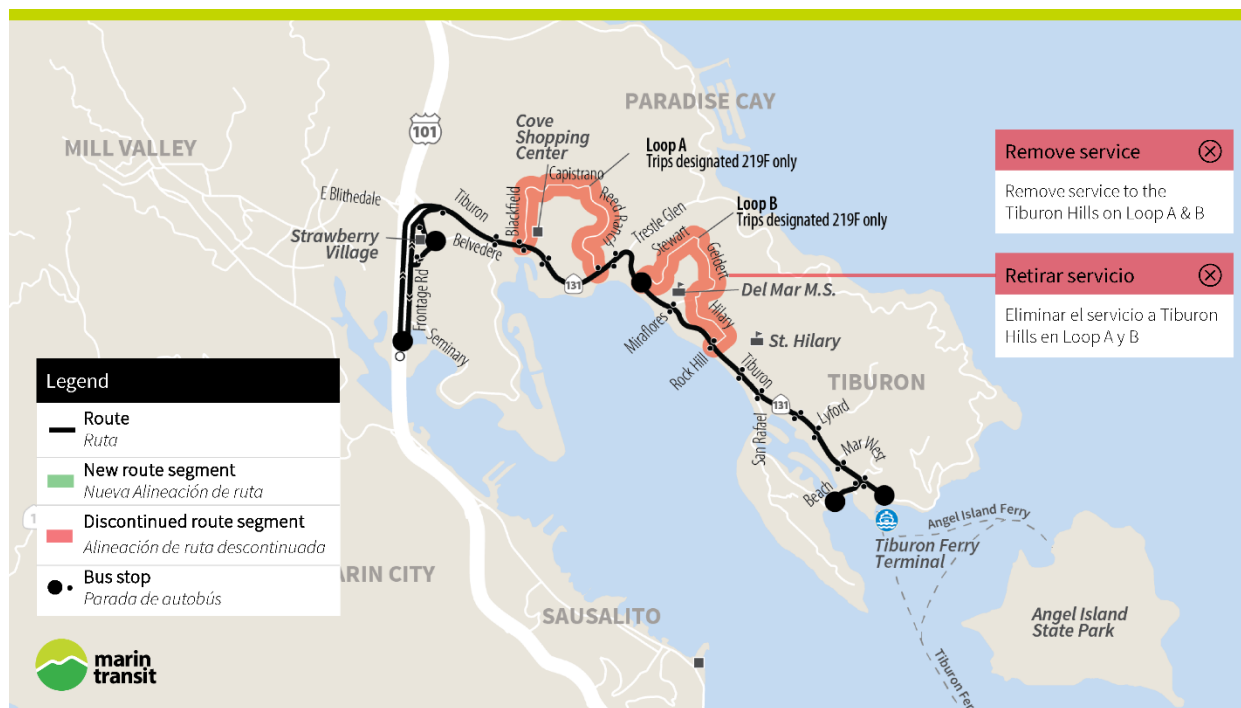 MILL VALLEY
101
E Blithedale
Strawberry
Village
Frontage Rd
Seminary
Tiburon
Belvedere
Blackfield
Cove
Shopping
Center
Capistrano
Reed Ranch
Loop A
Trips designated 219F only
PARADISE CAY
131
Trestle Glen
Stewart
Loop B
Trips designated 219F only
Geldert
Hilary
Del Mar M.S.
Miraflores
Rock Hill
St. Hilary
Tiburon
131
TIBURON
San Rafael
Lyford
Mar West
Beach
Tiburon Ferry
Terminal
Angel Island Ferry
Angel Island
State Park
Tiburon Fer
SAUSALITO
ARIN CITY
Remove service
Remove service to the
Tiburon Hills on Loop A & B
Retirar servicio
Eliminar el servicio a Tiburon
Hills en Loop A y B
Legend
Route
Ruta
New route segment
Nueva Alineación de ruta
Discontinued route segment
Alineación de ruta descontinuada
Bus stop
Parada de autobús
marin
transit